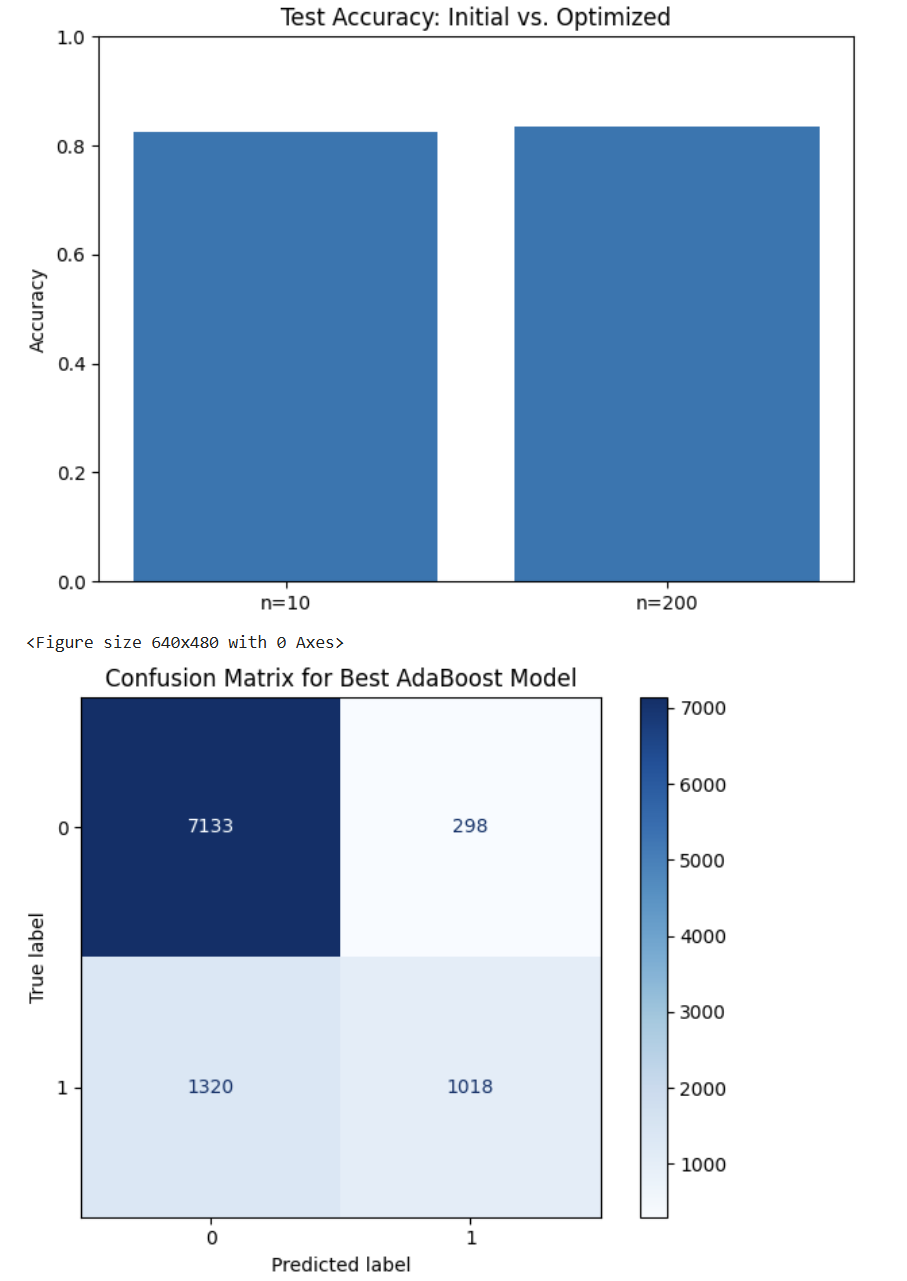 Test Accuracy: Initial vs. Optimized
1.0
0.8
0.6
0.4
0.2
0.0
Accuracy
n=10 n=200
<Figure size 640x480 with 0 Axes>
Confusion Matrix for Best AdaBoost Model
7000
6000
5000
4000
3000
2000
1000
0
7133 298
True label
1
1320 1018
0 1
Predicted label